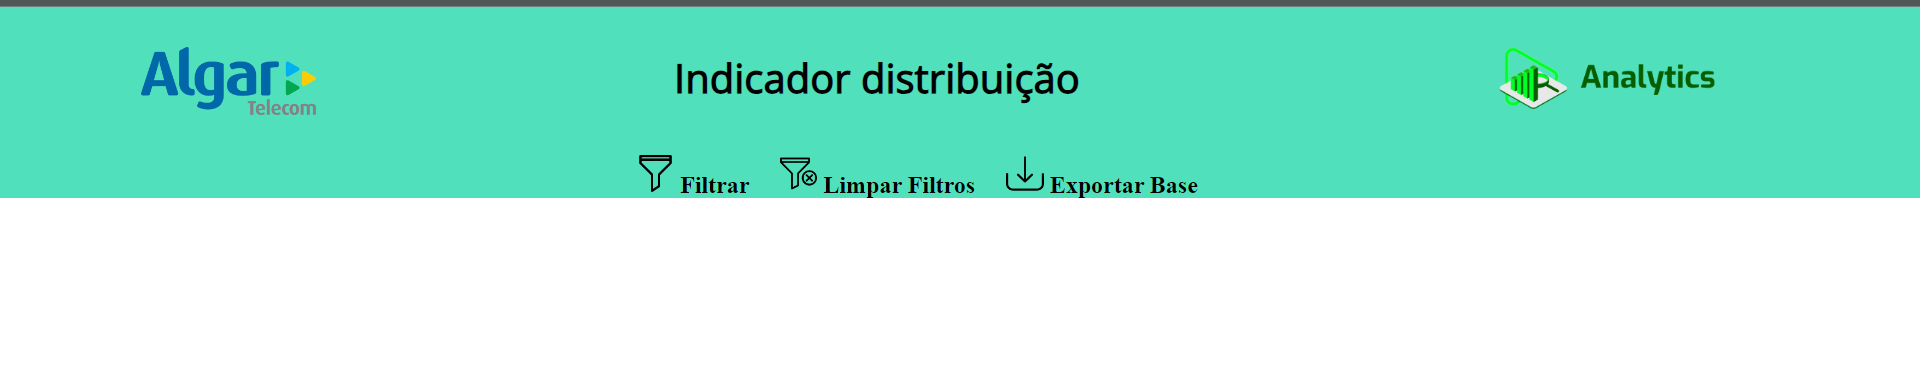 Algar
Telecom
Indicador distribuição
Analytics
Filtrar
Limpar Filtros
Exportar Base